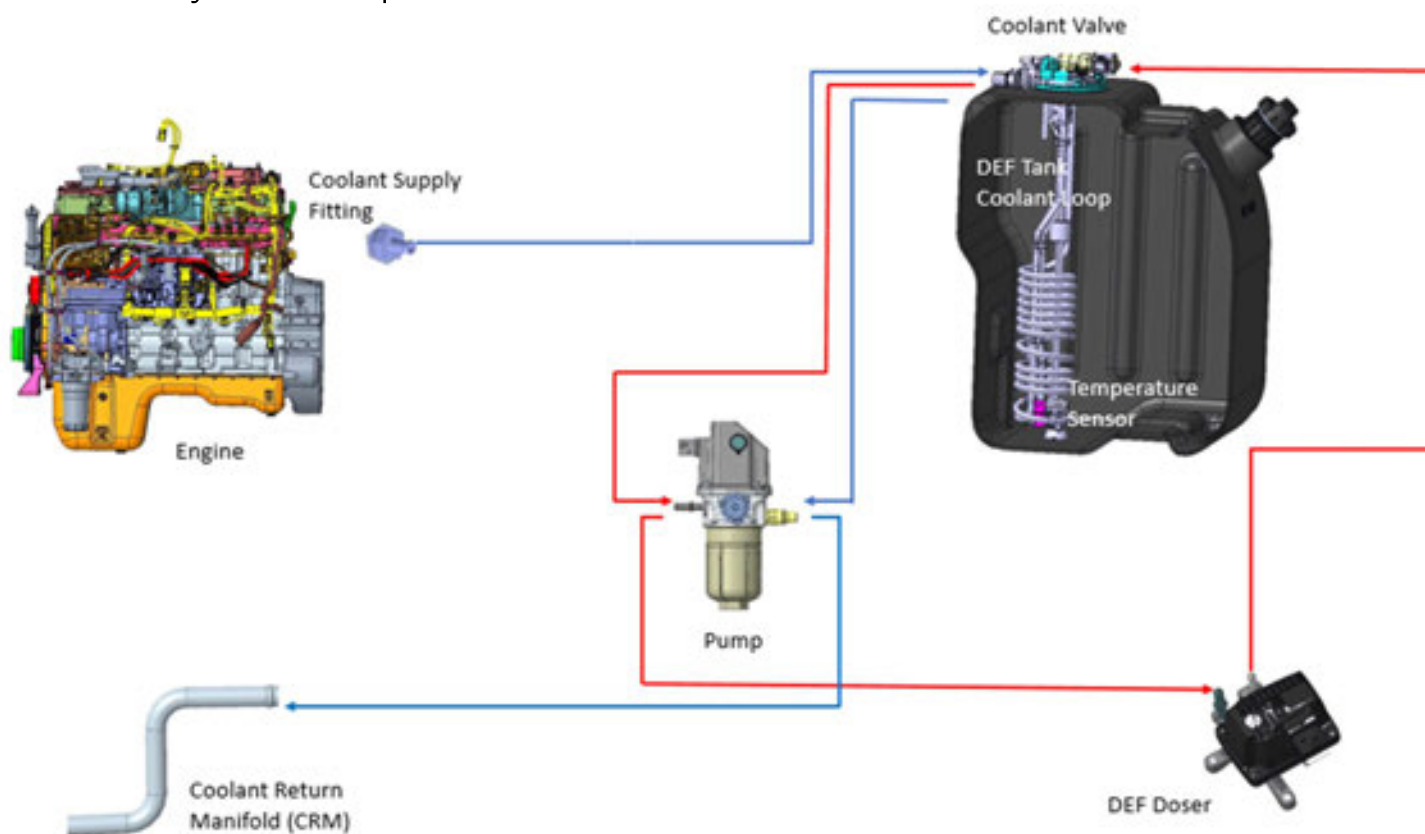 Coolant Valve
Coolant Supply
Fitting
DEF Tank
Coolant Loop
Temperature
Sensor
Engine
Pump
Coolant Return
Manifold (CRM)
DEF Doser